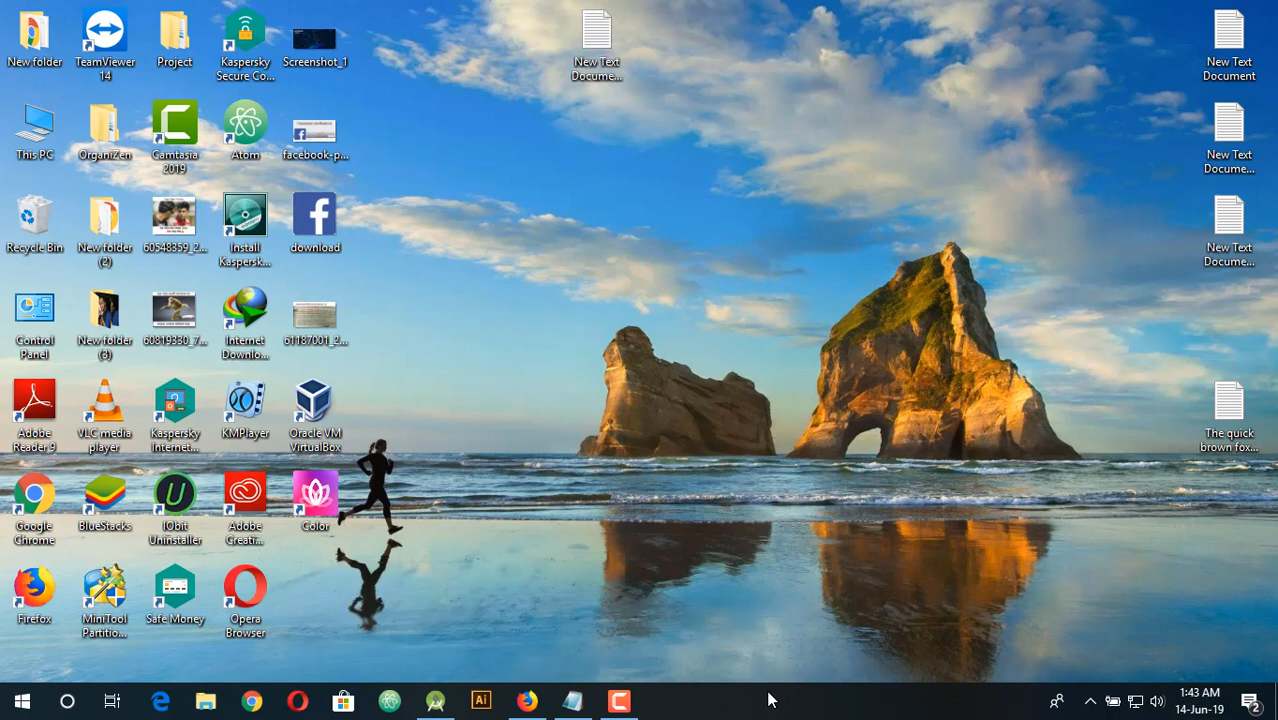 New folder
TeamViewer
14
Project
Kaspersky
Secure Co...
Screenshot_1
New Text
Docume...
New Text
Document
This PC
OrganiZen
Camtasia
2019
Atom
facebook-p...
New Text
Docume...
Recycle Bin
New folder
(2)
60548359_2...
Install
Kaspersk...
download
New Text
Docume...
Control
Panel
New folder
(3)
60819330_7...
Internet
Downlo...
61187001_2...
Adobe
Reader 9
VLC media
player
Kaspersky
Internet...
KMPlayer
Oracle VM
VirtualBox
The quick
brown fox...
Google
Chrome
BlueStacks
IObit
Uninstaller
Adobe
Creati...
Color
Firefox
MiniTool
Partitio...
Safe Money
Opera
Browser
Ai
1:43 AM
14-Jun-19
2